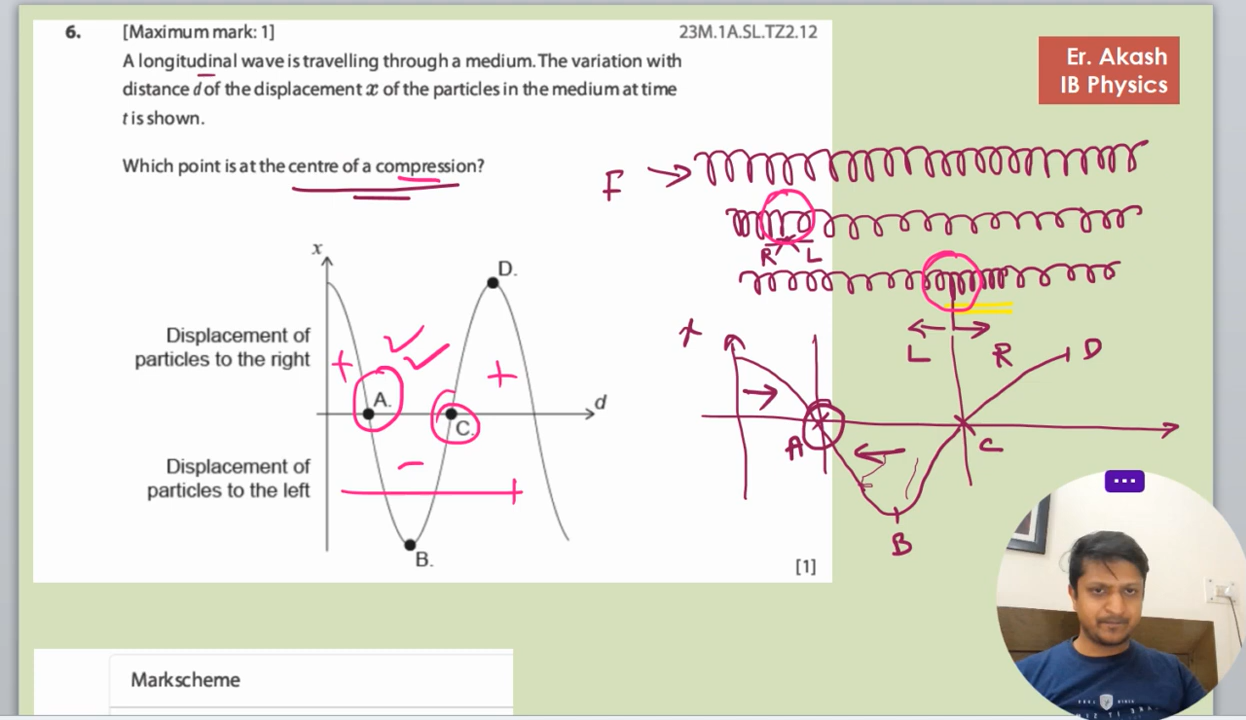 6.
[Maximum mark: 1]
23M.1A.SL.TZ2.12
A longitudinal wave is travelling through a medium. The variation with
distance d of the displacement x of the particles in the medium at time
t is shown.
Which point is at the centre of a compression?
Er. Akash
IB Physics
F
R L
L R
x
D.
Displacement of
particles to the right
+
A.
+
d
C.
-
Displacement of
particles to the left
B.
[1]
x
D
A
C
B
Markscheme